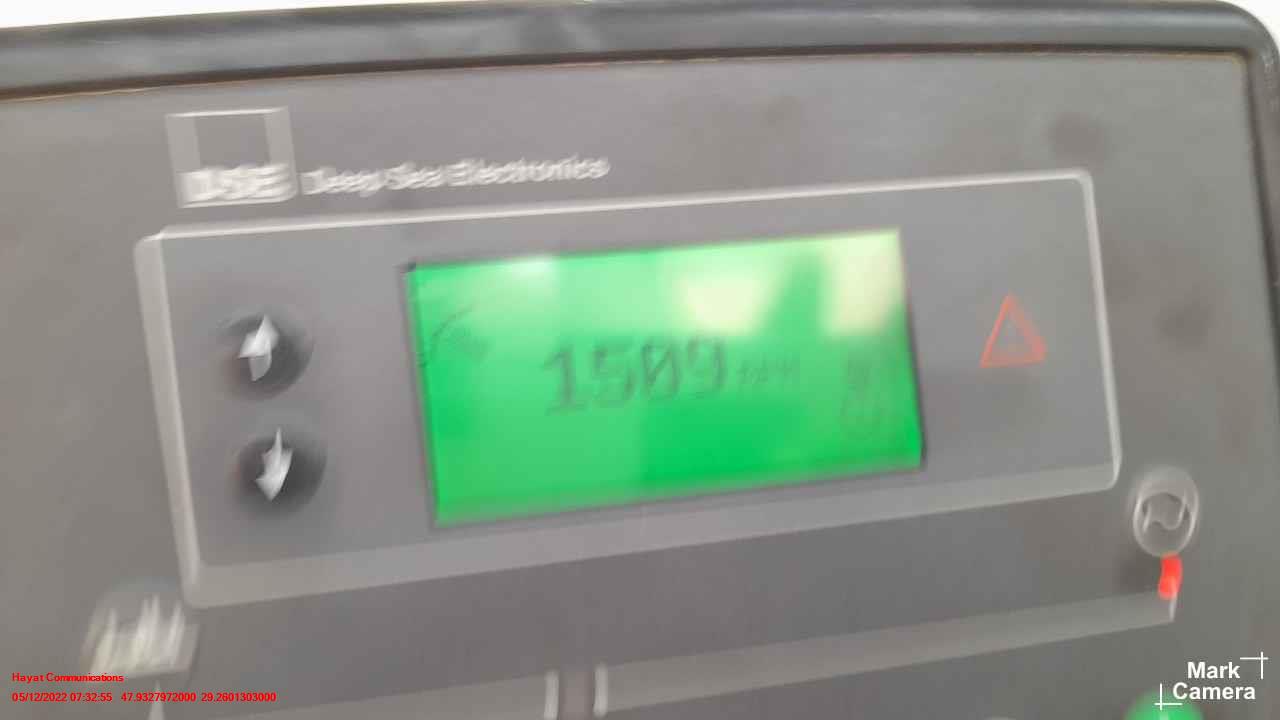 DSE Deep Sea Electronics
1509 RPM
Hayat Communications
05/12/2022 07:32:55 47.9327972000 29.2601303000
Mark
Camera